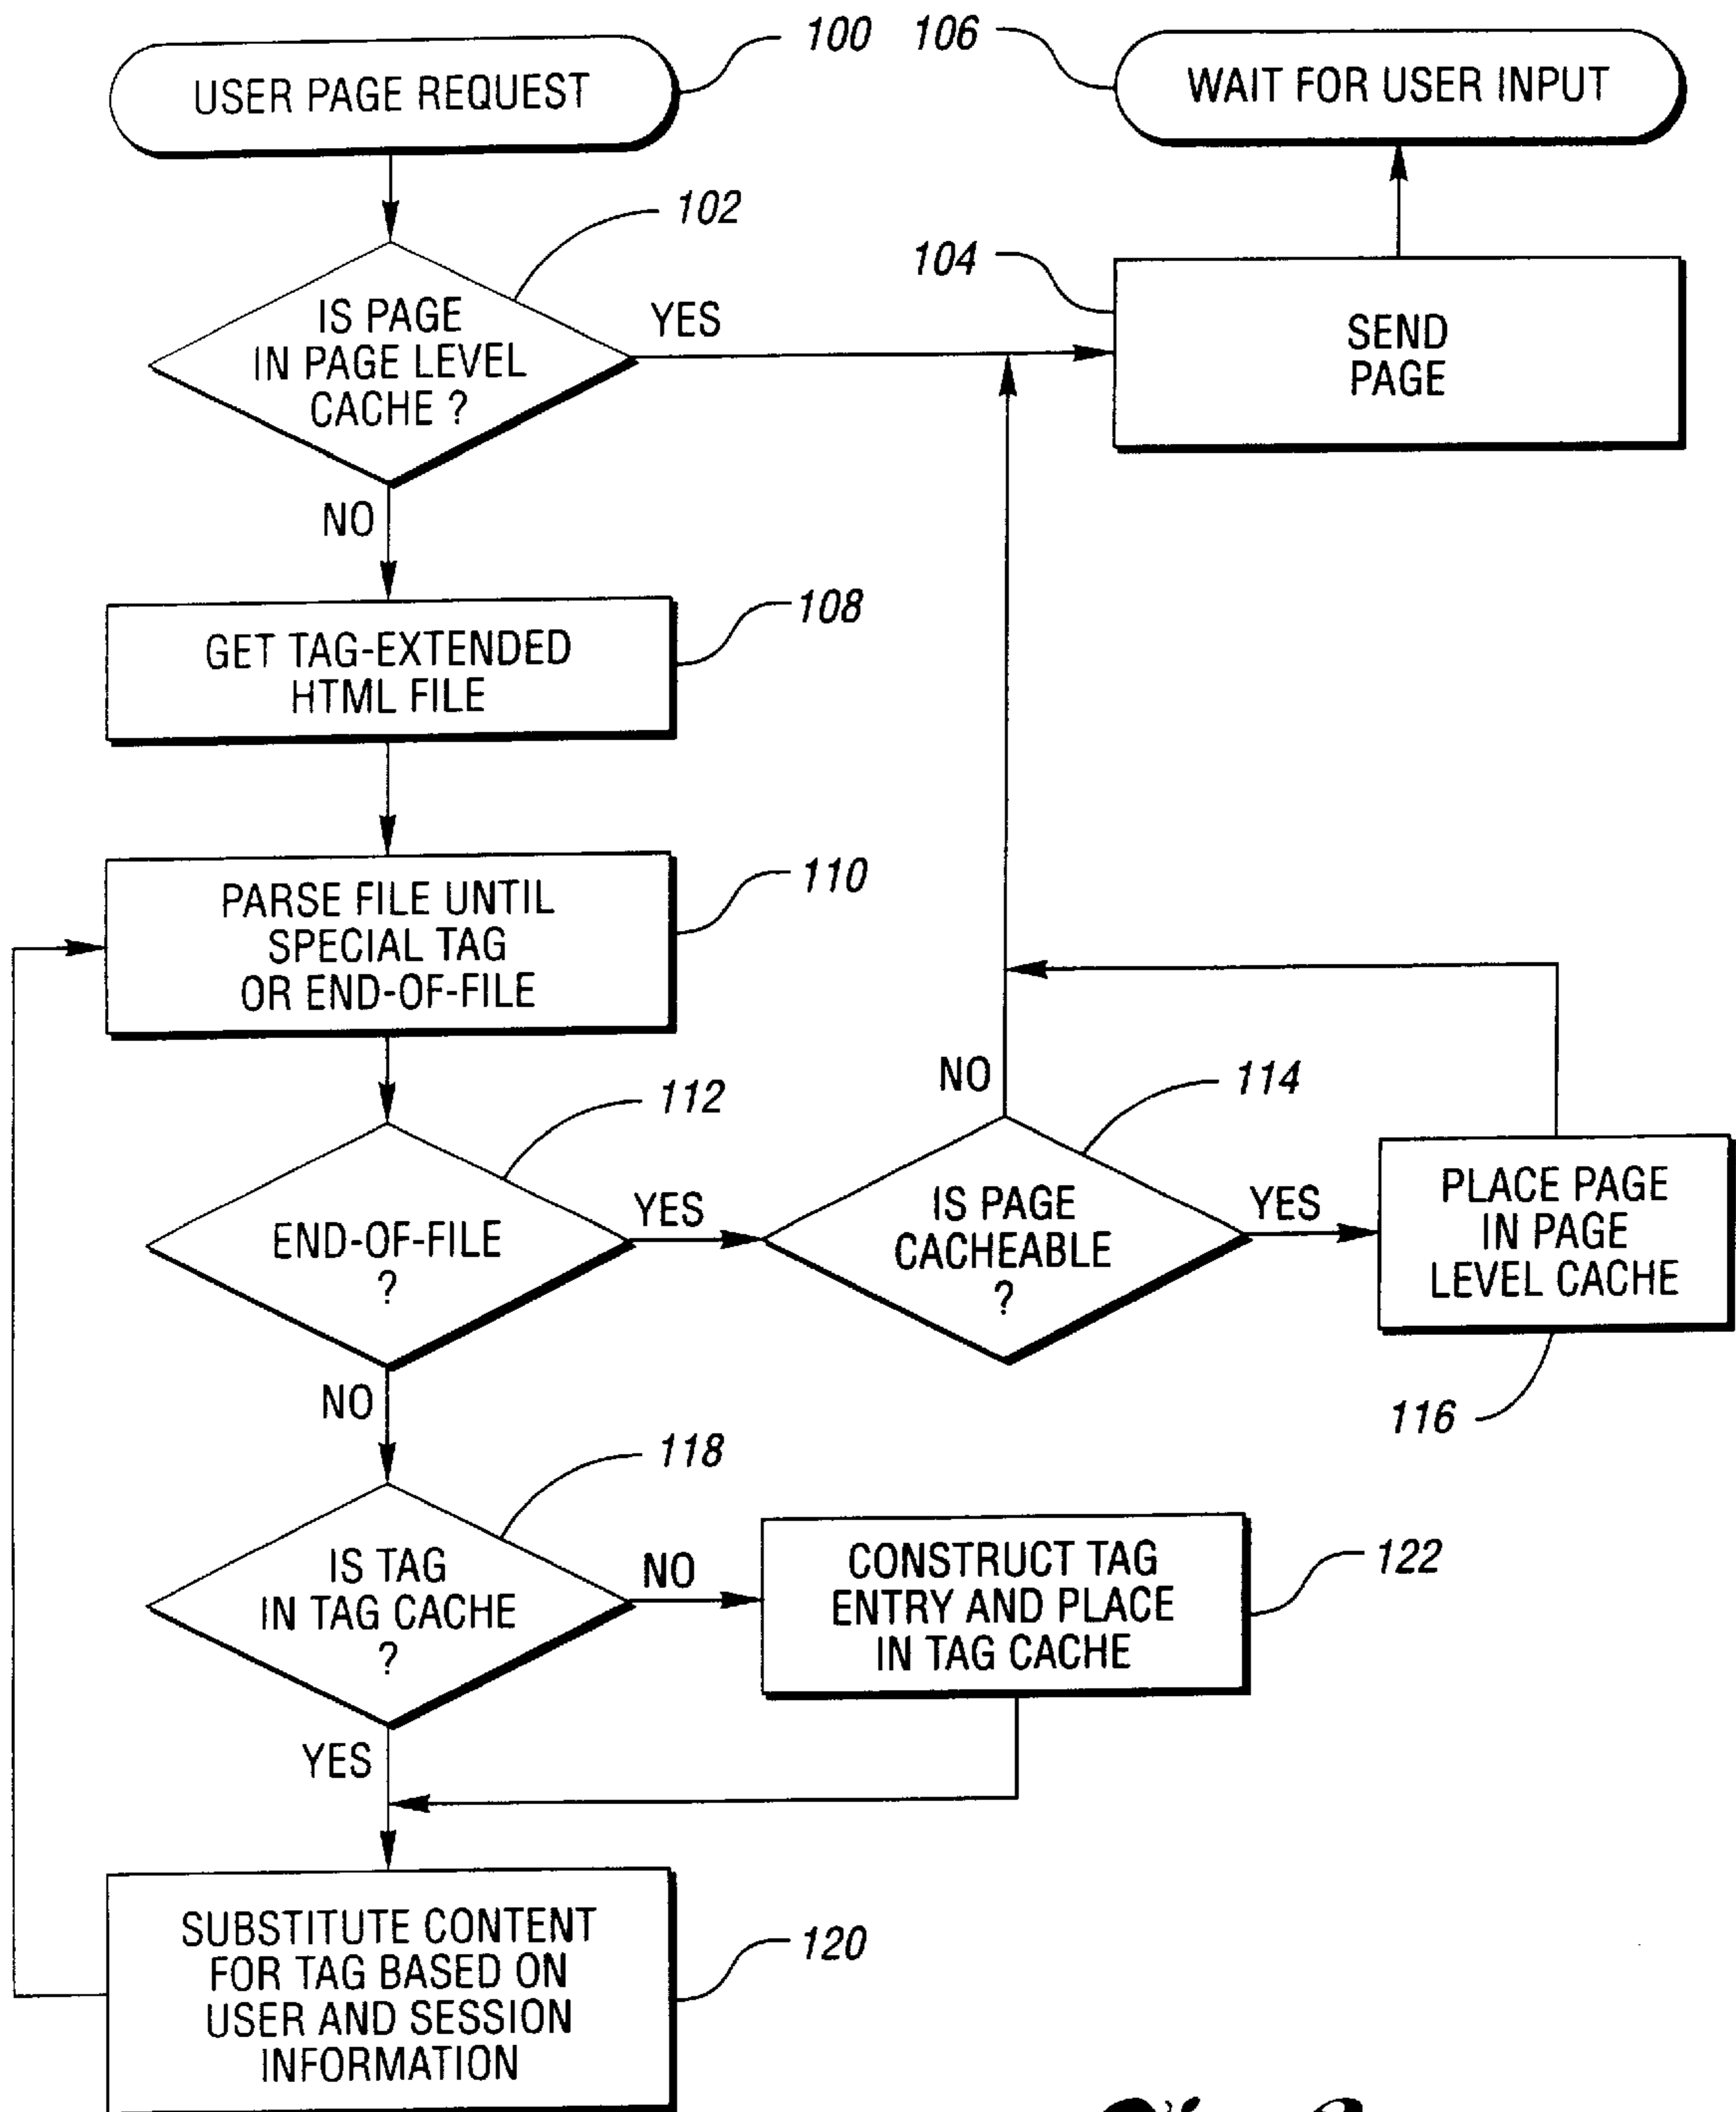 USER PAGE REQUEST
100
106
WAIT FOR USER INPUT
102
IS PAGE
IN PAGE LEVEL
CACHE ?
YES
104
SEND
PAGE
NO
GET TAG-EXTENDED
HTML FILE
108
PARSE FILE UNTIL
SPECIAL TAG
OR END-OF-FILE
110
112
END-OF-FILE
?
YES
NO
114
IS PAGE
CACHEABLE
?
YES
PLACE PAGE
IN PAGE
LEVEL CACHE
116
NO
118
IS TAG
IN TAG CACHE
?
NO
CONSTRUCT TAG
ENTRY AND PLACE
IN TAG CACHE
122
YES
SUBSTITUTE CONTENT
FOR TAG BASED ON
USER AND SESSION
INFORMATION
120